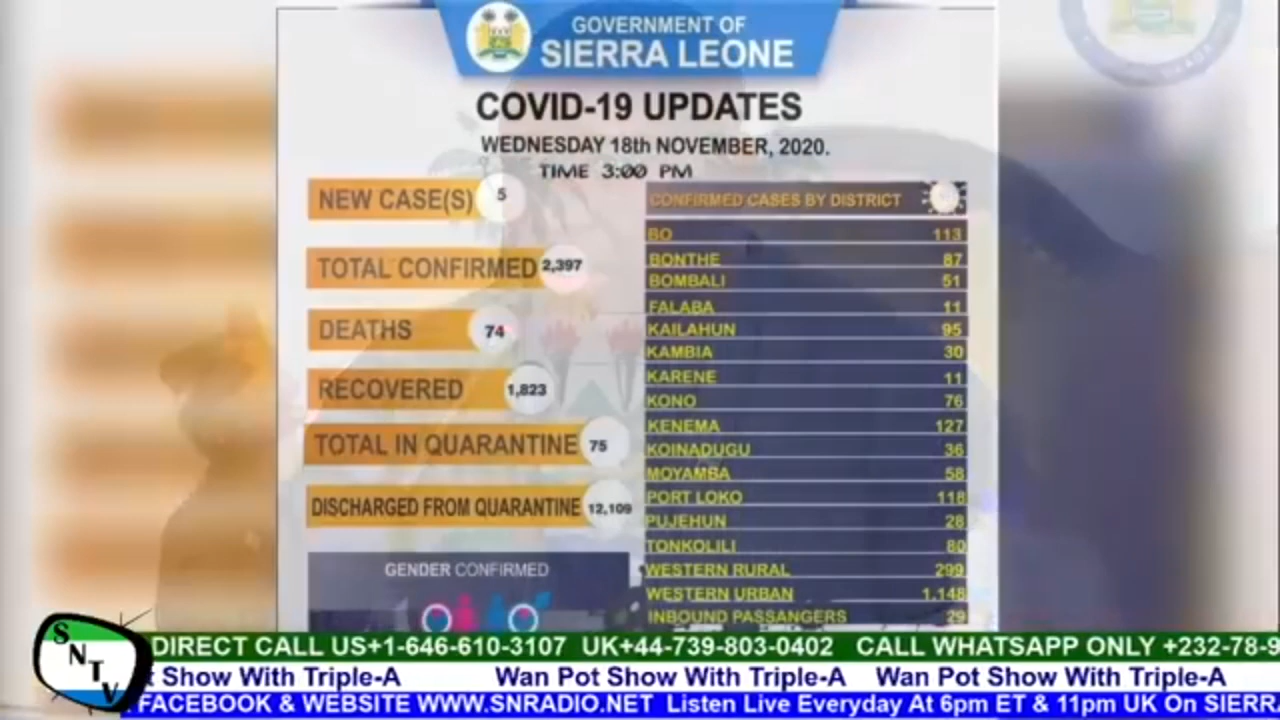 GOVERNMENT OF
SIERRA LEONE
COVID-19 UPDATES
WEDNESDAY 18th NOVEMBER, 2020.
TIME 3:00 PM
NEW CASE(S) 5
TOTAL CONFIRMED 2,397
DEATHS 74
RECOVERED 1,823
TOTAL IN QUARANTINE 75
DISCHARGED FROM QUARANTINE 12,109
GENDER CONFIRMED
CONFIRMED CASES BY DISTRICT
BO 113
BONTHE 87
BOMBALI 51
FALABA 11
KAILAHUN 95
KAMBIA 30
KARENE 11
KONO 76
KENEMA 127
KOINADUGU 36
MOYAMBA 58
PORT LOKO 118
PUJEHUN 28
TONKOLILI 80
WESTERN RURAL 299
WESTERN URBAN 1,148
INBOUND PASSANGERS 29
SNTV
DIRECT CALL US+1-646-610-3107 UK+44-739-803-0402 CALL WHATSAPP ONLY +232-78-9
t Show With Triple-A Wan Pot Show With Triple-A Wan Pot Show With Triple-A
FACEBOOK & WEBSITE WWW.SNRADIO.NET Listen Live Everyday At 6pm ET & 11pm UK On SIERRA